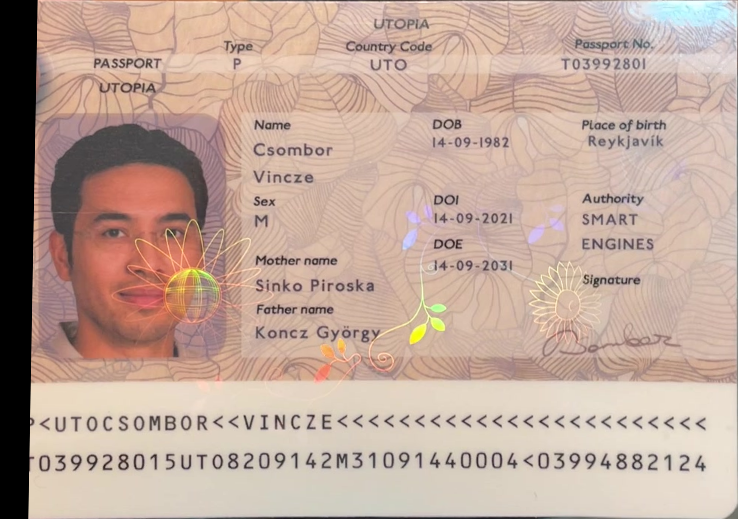 UTOPIA
Type Country Code Passport No.
PASSPORT P UTO T03992801
UTOPIA
Name DOB Place of birth
Csombor 14-09-1982 Reykjavík
Vincze
Sex DOI Authority
M 14-09-2021 SMART
DOE ENGINES
Mother name 14-09-2031 Signature
Sinko Piroska
Father name
Koncz György
Csombor
P<UTOCSOMBOR<<VINCZE<<<<<<<<<<<<<<<<<<<<<<<<
T039928015UTO8209142M31091440004<03994882124